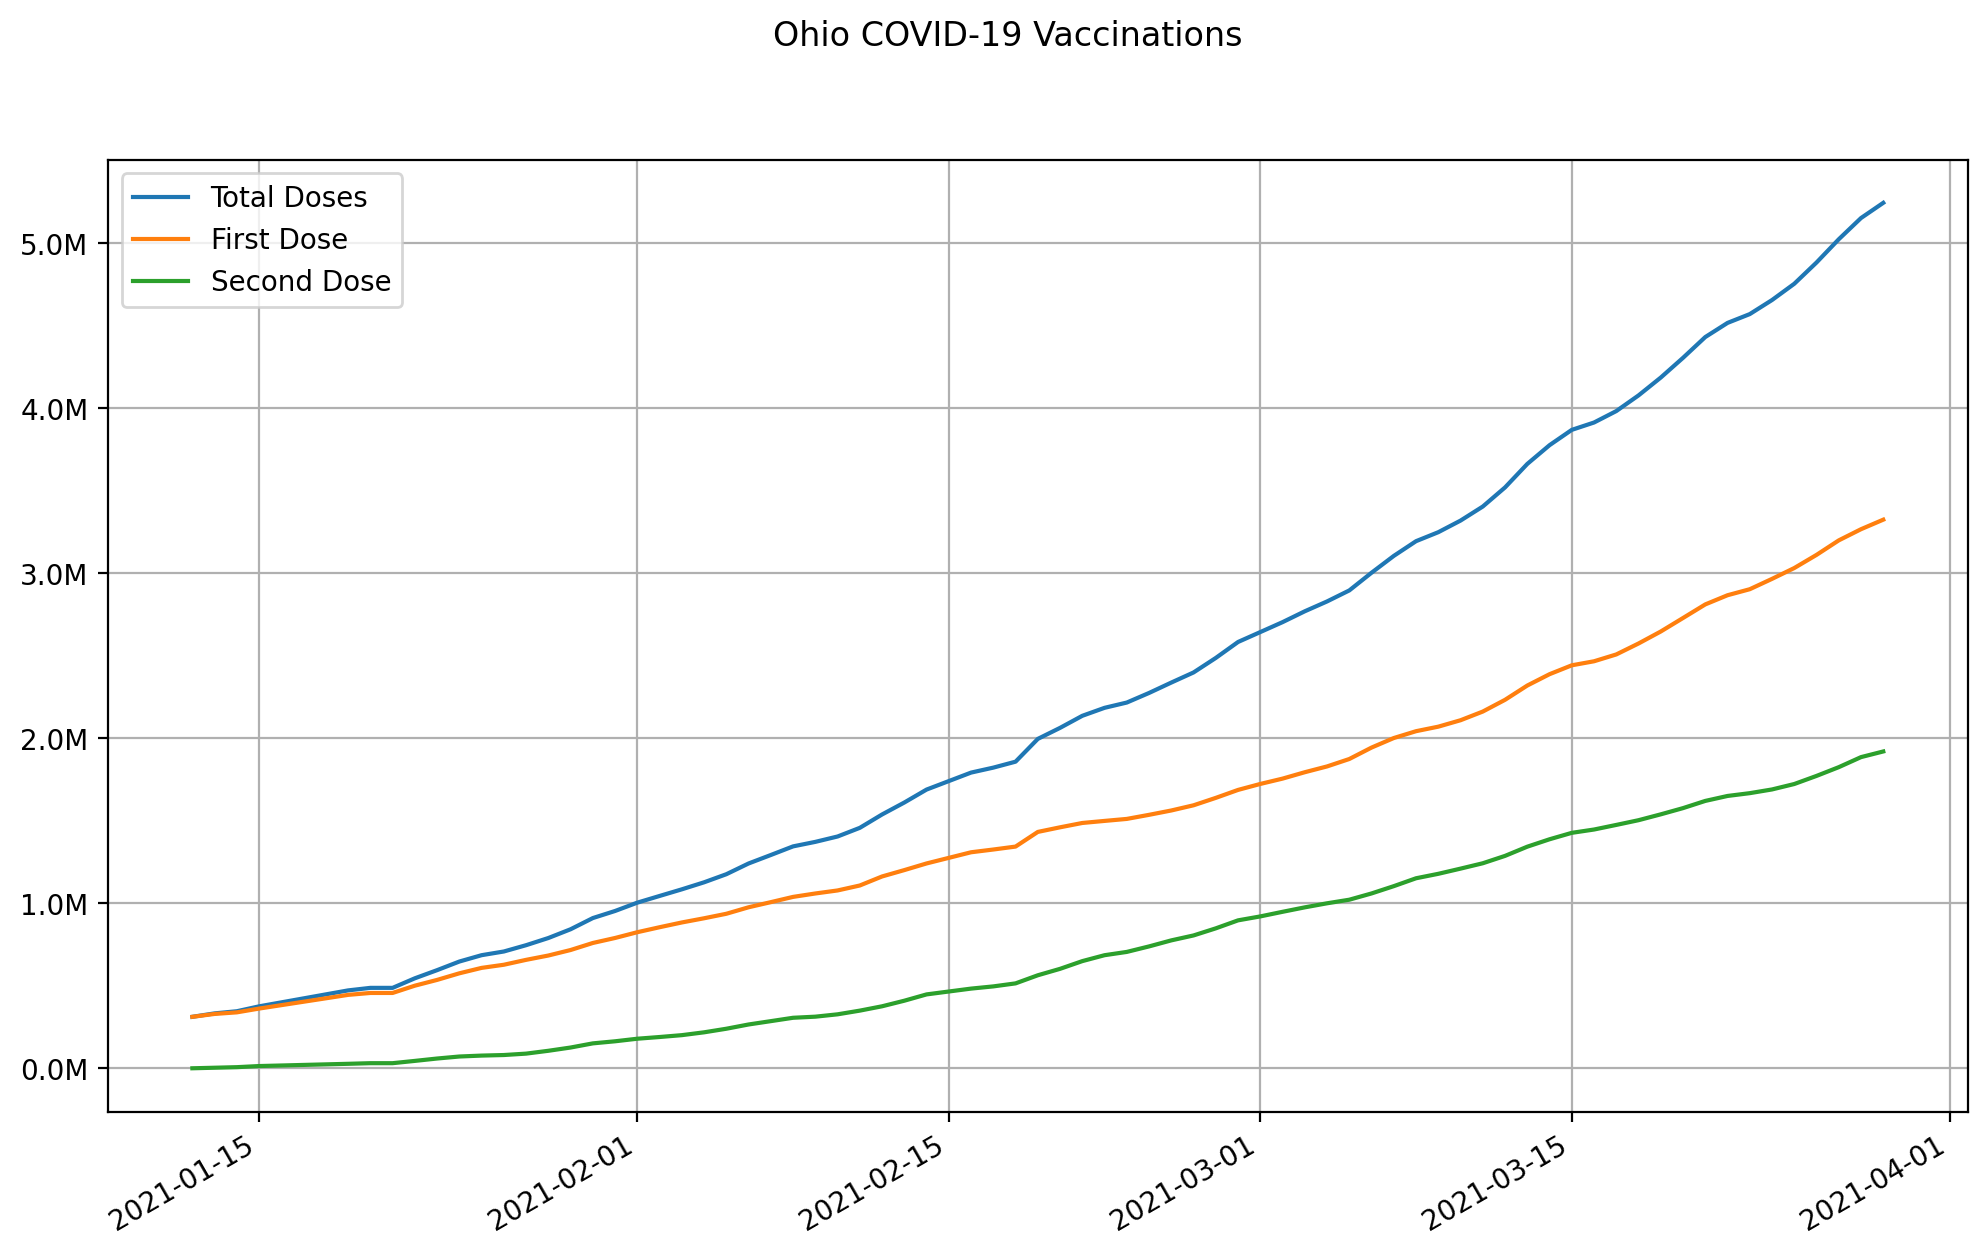 Ohio COVID-19 Vaccinations
Total Doses
First Dose
Second Dose
5.0M
4.0M
3.0M
2.0M
1.0M
0.0M
2021-01-15
2021-02-01
2021-02-15
2021-03-01
2021-03-15
2021-04-01